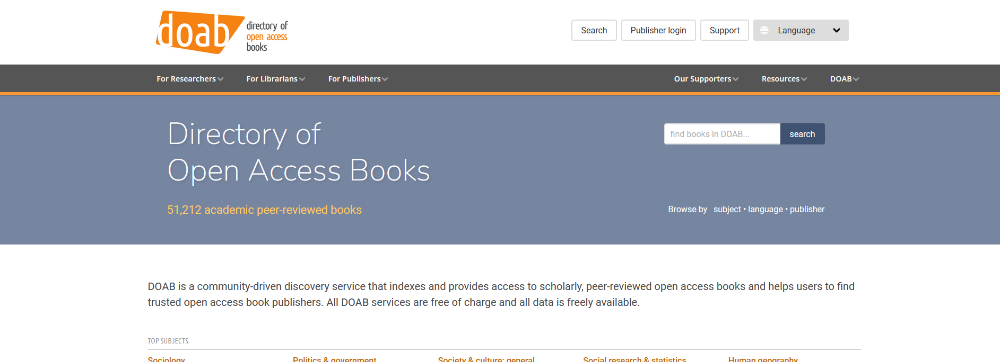 doab
directory of
open access
books
Search
Publisher login
Support
Language
For Researchers
For Librarians
For Publishers
Our Supporters
Resources
DOAB
Directory of
Open Access Books
find books in DOAB...
search
51,212 academic peer-reviewed books
Browse by subject • language • publisher
DOAB is a community-driven discovery service that indexes and provides access to scholarly, peer-reviewed open access books and helps users to find
trusted open access book publishers. All DOAB services are free of charge and all data is freely available.
TOP SUBJECTS
Sociology
Politics & government
Society & culture: general
Social research & statistics
Human geography